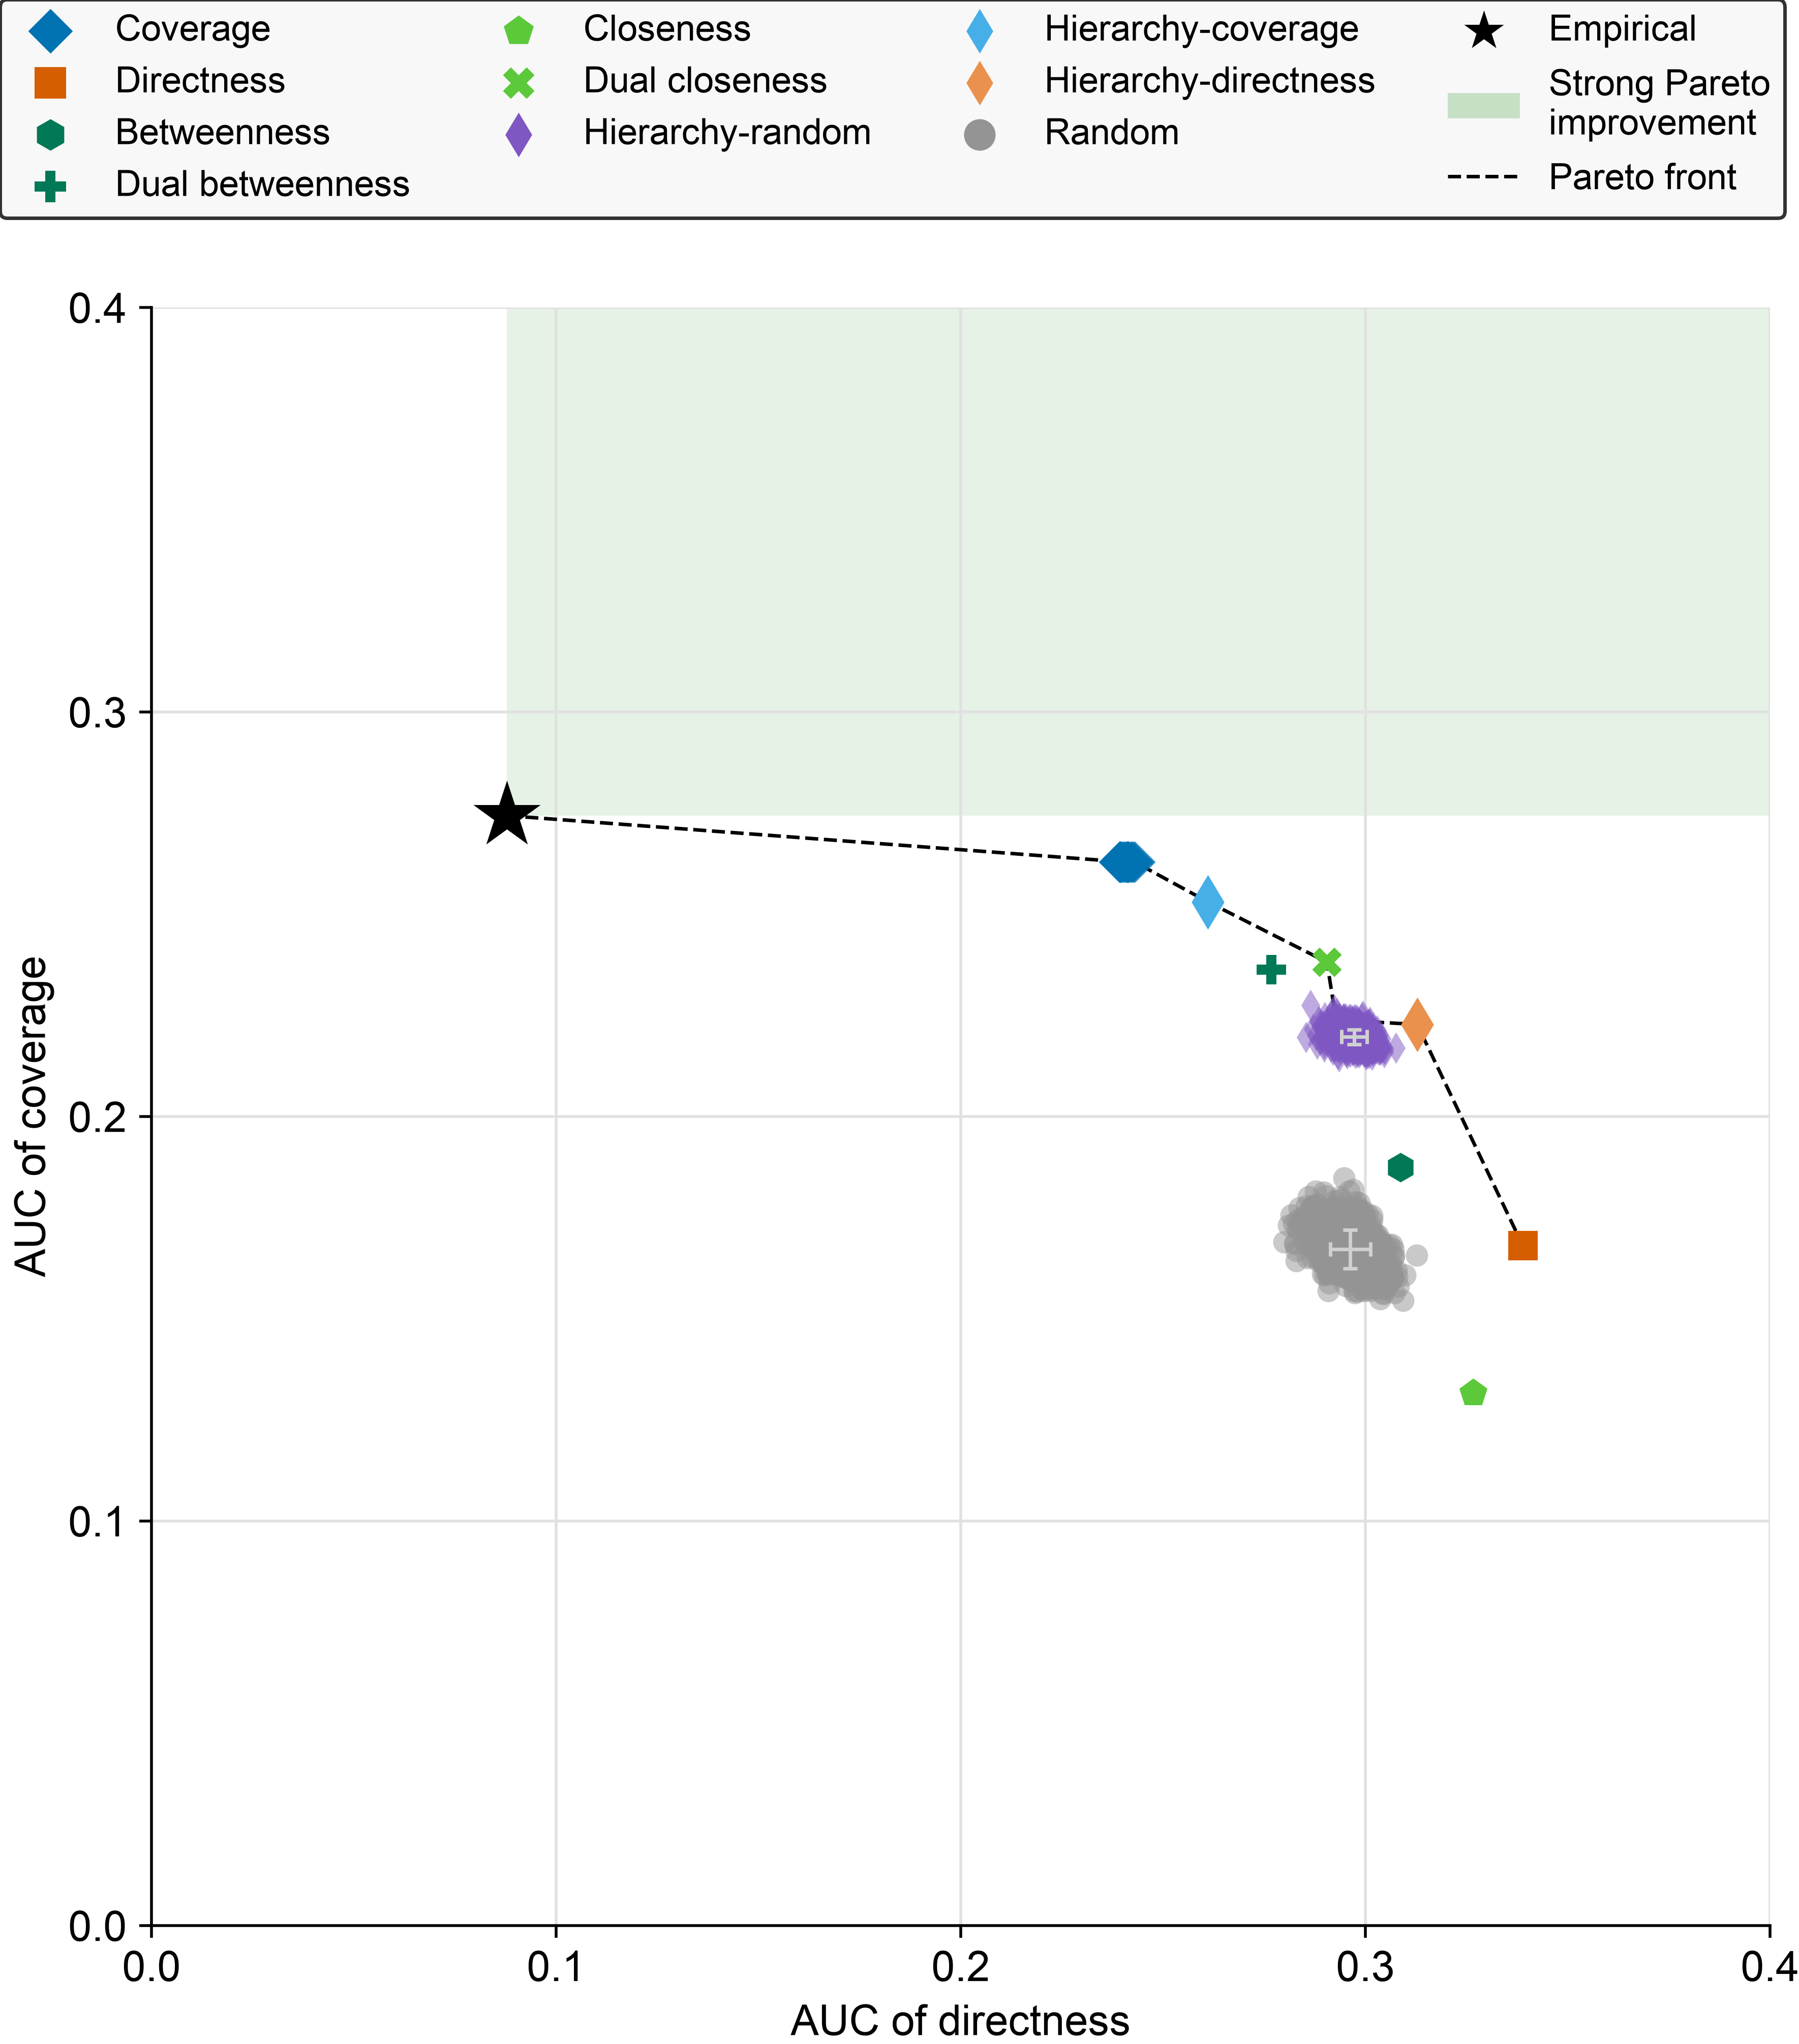 Coverage
Directness
Betweenness
Dual betweenness
Closeness
Dual closeness
Hierarchy-random
Hierarchy-coverage
Hierarchy-directness
Random
Empirical
Strong Pareto
improvement
Pareto front
0.4
0.3
0.2
0.1
0.0
AUC of coverage
0.0
0.1
0.2
0.3
0.4
AUC of directness